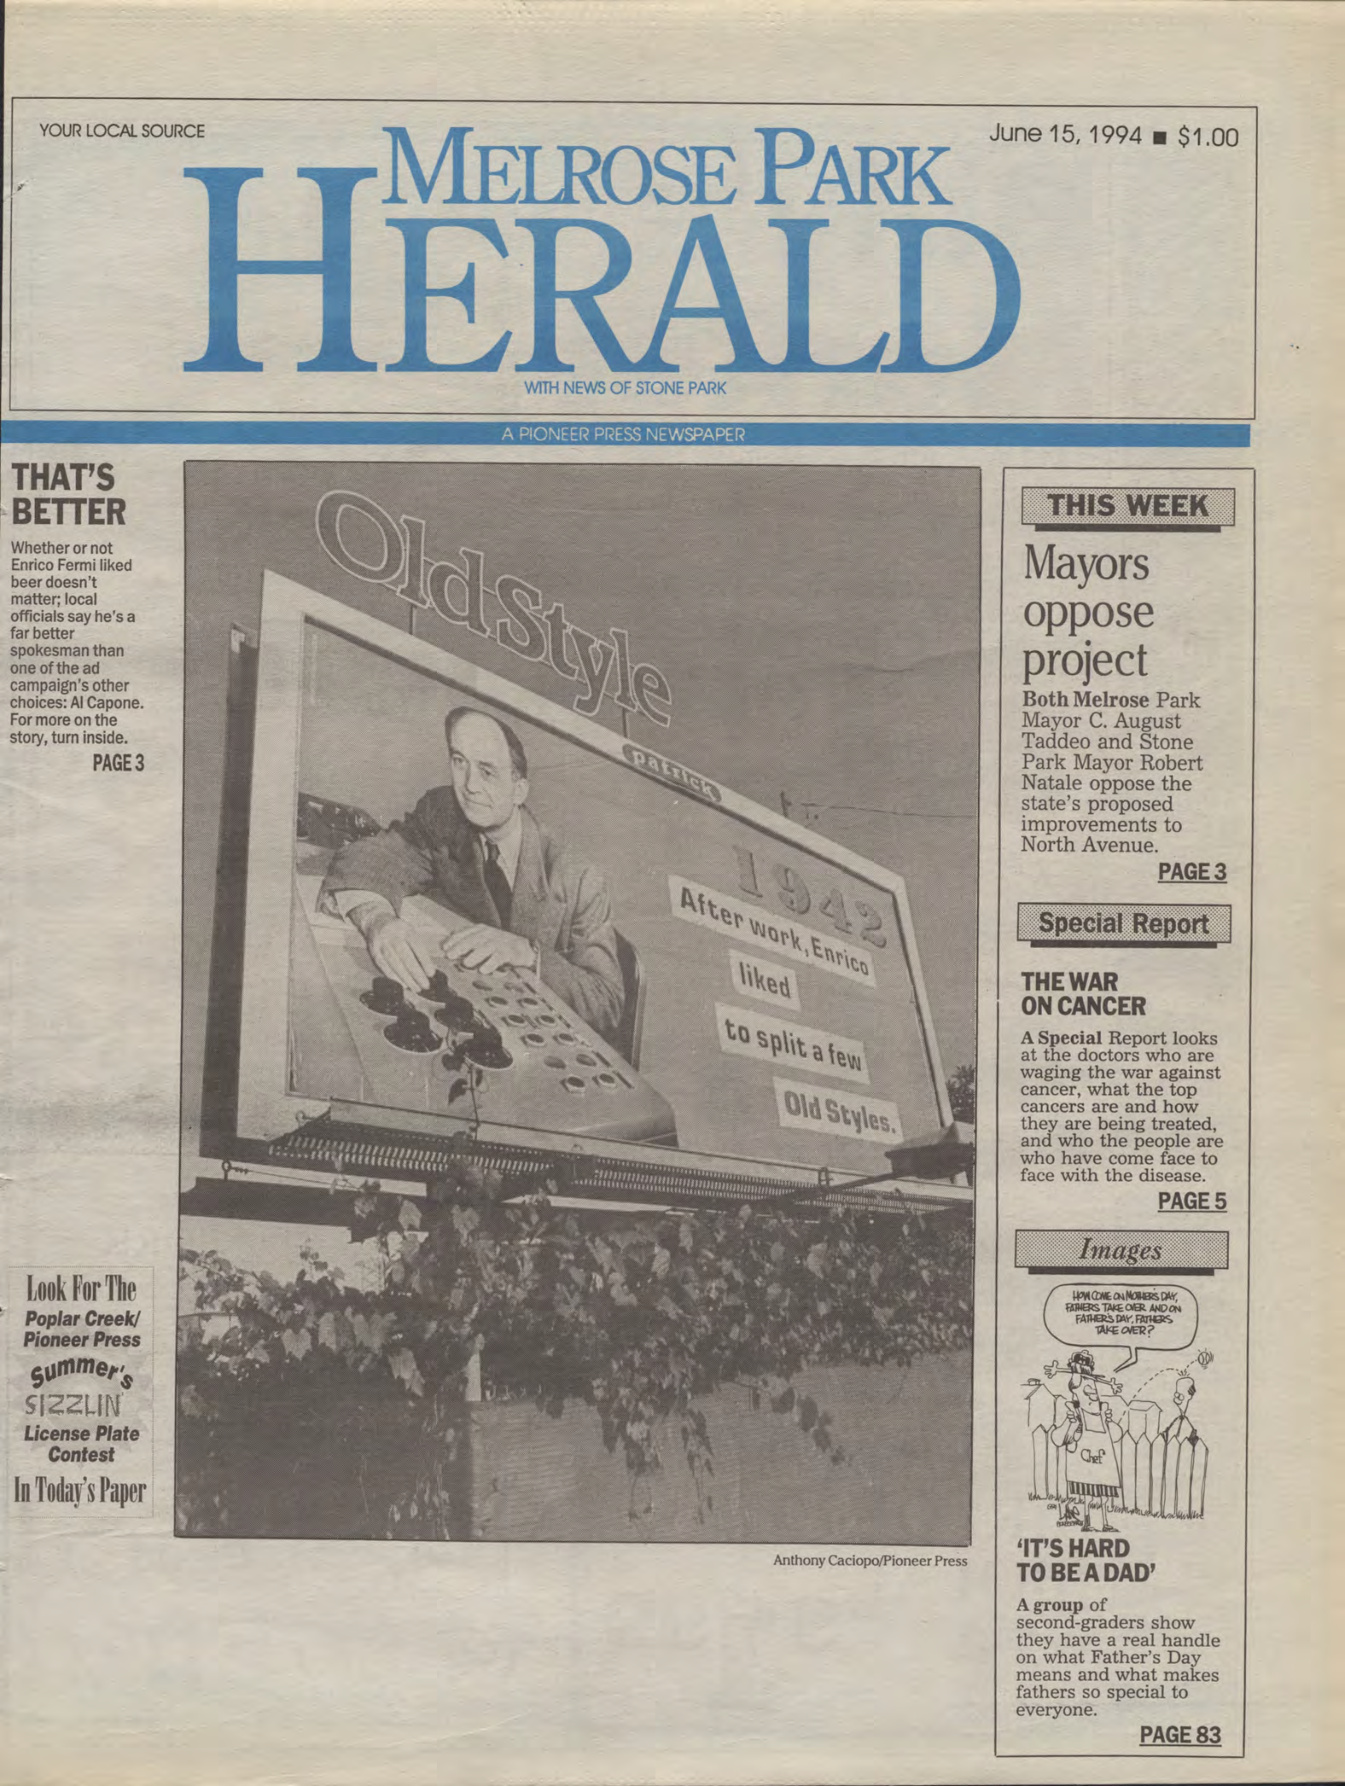 YOUR LOCAL SOURCE
June 15, 1994 ■ $1.00
MELROSE PARK
HERALD
WITH NEWS OF STONE PARK
A PIONEER PRESS NEWSPAPER
THAT'S
BETTER
Whether or not
Enrico Fermi liked
beer doesn't
matter; local
officials say he's a
far better
spokesman than
one of the ad
campaign's other
choices: Al Capone.
For more on the
story, turn inside.
PAGE 3
Look For The
Poplar Creek/
Pioneer Press
Summer's
SIZZLIN'
License Plate
Contest
In Today's Paper
Old Style
patrick
1942
After work, Enrico
liked
to split a few
Old Styles.
Anthony Caciopo/Pioneer Press
THIS WEEK
Mayors
oppose
project
Both Melrose Park
Mayor C. August
Taddeo and Stone
Park Mayor Robert
Natale oppose the
state's proposed
improvements to
North Avenue.
PAGE 3
Special Report
THE WAR
ON CANCER
A Special Report looks
at the doctors who are
waging the war against
cancer, what the top
cancers are and how
they are being treated,
and who the people are
who have come face to
face with the disease.
PAGE 5
Images
HOW COME ON MOTHER'S DAY,
FATHERS TAKE OVER AND ON
FATHER'S DAY, FATHERS
TAKE OVER?
Chef
'IT'S HARD
TO BE A DAD'
A group of
second-graders show
they have a real handle
on what Father's Day
means and what makes
fathers so special to
everyone.
PAGE 83